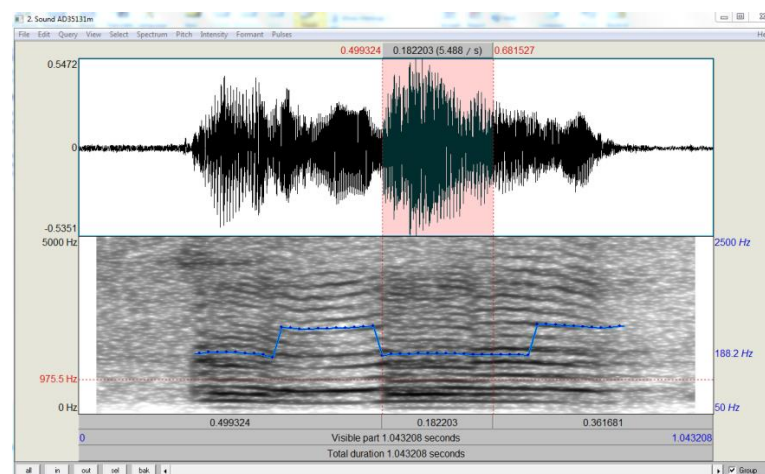 2. Sound AD35131m
File Edit Query View Select Spectrum Pitch Intensity Formant Pulses He
0.499324 0.182203 (5.488 / s) 0.681527
0.5472
0
-0.5351
5000 Hz 2500 Hz
188.2 Hz
975.5 Hz
0 Hz 50 Hz
0.499324 0.182203 0.361681
0 Visible part 1.043208 seconds 1.043208
Total duration 1.043208 seconds
all in out sel bak Group